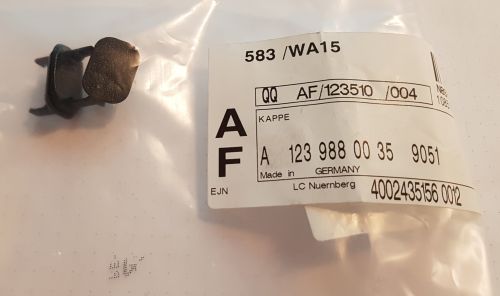 583 /WA15
QQ AF/123510 /004
KAPPE
A
F
A 123 988 00 35 9051
Made in GERMANY
EJN
LC Nuernberg
4002435156 0012